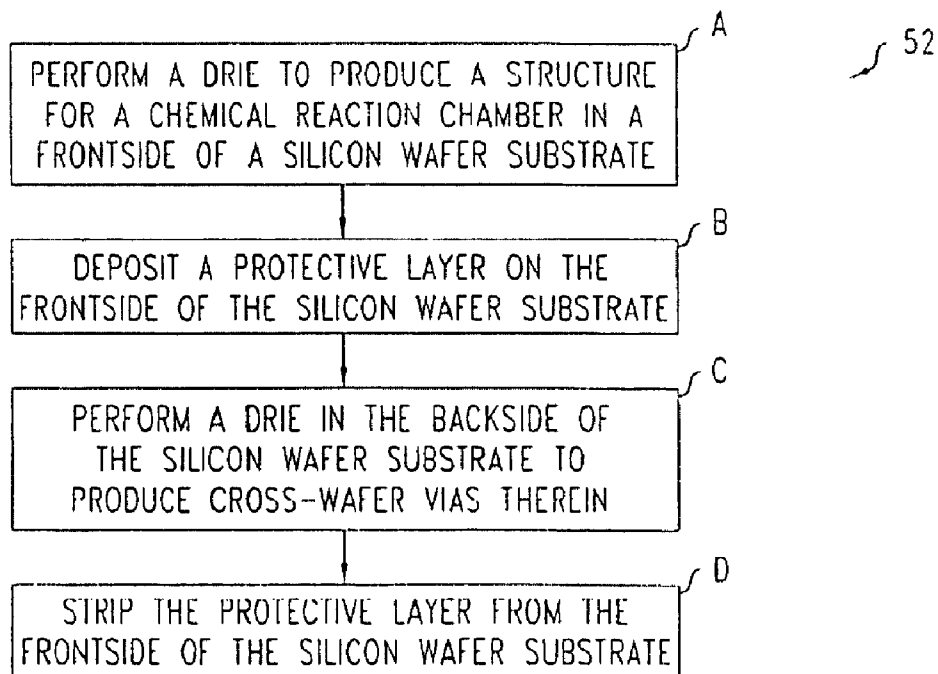 A
52
PERFORM A DRIE TO PRODUCE A STRUCTURE
FOR A CHEMICAL REACTION CHAMBER IN A
FRONTSIDE OF A SILICON WAFER SUBSTRATE
B
DEPOSIT A PROTECTIVE LAYER ON THE
FRONTSIDE OF THE SILICON WAFER SUBSTRATE
C
PERFORM A DRIE IN THE BACKSIDE OF
THE SILICON WAFER SUBSTRATE TO
PRODUCE CROSS-WAFER VIAS THEREIN
D
STRIP THE PROTECTIVE LAYER FROM THE
FRONTSIDE OF THE SILICON WAFER SUBSTRATE